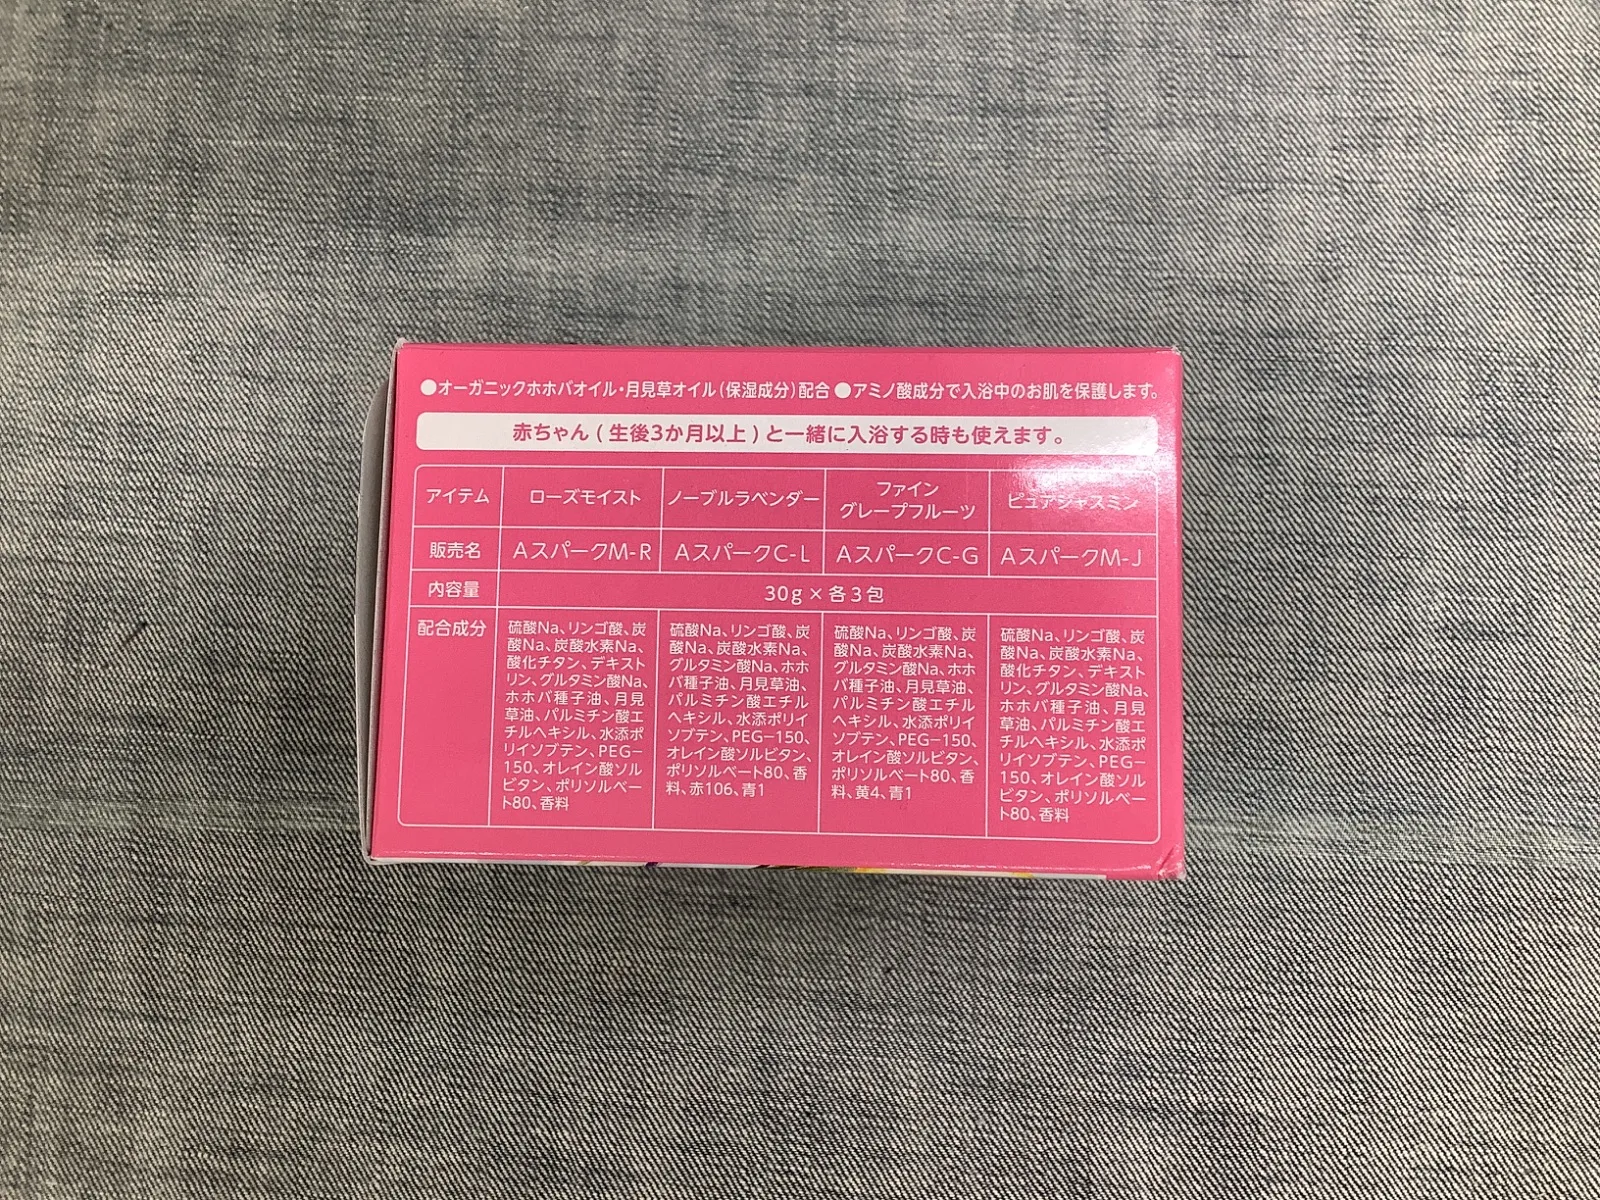 ●オーガニックホホバオイル・月見草オイル(保湿成分)配合 ●アミノ酸成分で入浴中のお肌を保護します。
赤ちゃん(生後3か月以上)と一緒に入浴する時も使えます。
アイテム
ローズモイスト
ノーブルラベンダー
ファイン
グレープフルーツ
ピュアジャスミン
販売名
AスパークM-R
AスパークC-L
AスパークC-G
AスパークM-J
内容量
30g×各3包
配合成分
硫酸Na、リンゴ酸、炭
酸Na、炭酸水素Na、
酸化チタン、デキスト
リン、グルタミン酸Na、
ホホバ種子油、月見
草油、パルミチン酸エ
チルヘキシル、水添ポ
リイソブテン、PEG-
150、オレイン酸ソル
ビタン、ポリソルベー
ト80、香料
硫酸Na、リンゴ酸、炭
酸Na、炭酸水素Na、
グルタミン酸Na、ホホ
バ種子油、月見草油、
パルミチン酸エチル
ヘキシル、水添ポリイ
ソブテン、PEG-150、
オレイン酸ソルビタン、
ポリソルベート80、香
料、赤106、青1
硫酸Na、リンゴ酸、炭
酸Na、炭酸水素Na、
グルタミン酸Na、ホホ
バ種子油、月見草油、
パルミチン酸エチル
ヘキシル、水添ポリイ
ソブテン、PEG-150、
オレイン酸ソルビタン、
ポリソルベート80、香
料、黄4、青1
硫酸Na、リンゴ酸、炭
酸Na、炭酸水素Na、
酸化チタン、デキスト
リン、グルタミン酸Na、
ホホバ種子油、月見
草油、パルミチン酸エ
チルヘキシル、水添ポ
リイソブテン、PEG-
150、オレイン酸ソル
ビタン、ポリソルベー
ト80、香料